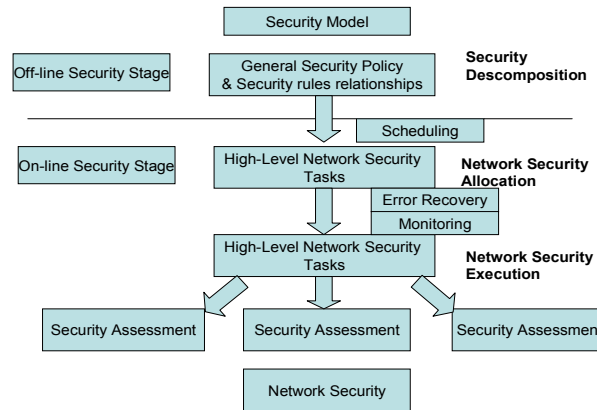 Security Model
Off-line Security Stage
General Security Policy
& Security rules relationships
Security
Descomposition
Scheduling
On-line Security Stage
High-Level Network Security
Tasks
Network Security
Allocation
Error Recovery
Monitoring
High-Level Network Security
Tasks
Network Security
Execution
Security Assessment
Security Assessment
Security Assessmen
Network Security